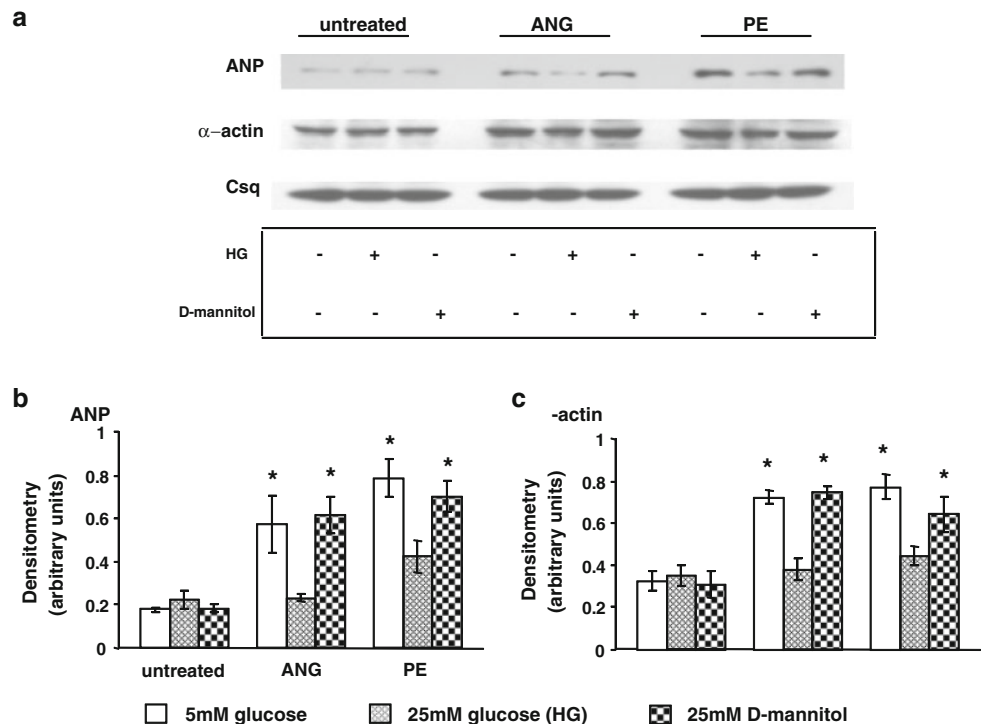 a
untreated ANG PE
ANP
α–actin
Csq
HG - + - - + - - + -
D-mannitol - - + - - + - - +
b
ANP
Densitometry
(arbitrary units)
1
0.8
0.6
0.4
0.2
0
* * * *
untreated ANG PE
c
-actin
Densitometry
(arbitrary units)
1
0.8
0.6
0.4
0.2
0
* * * *
5mM glucose 25mM glucose (HG) 25mM D-mannitol